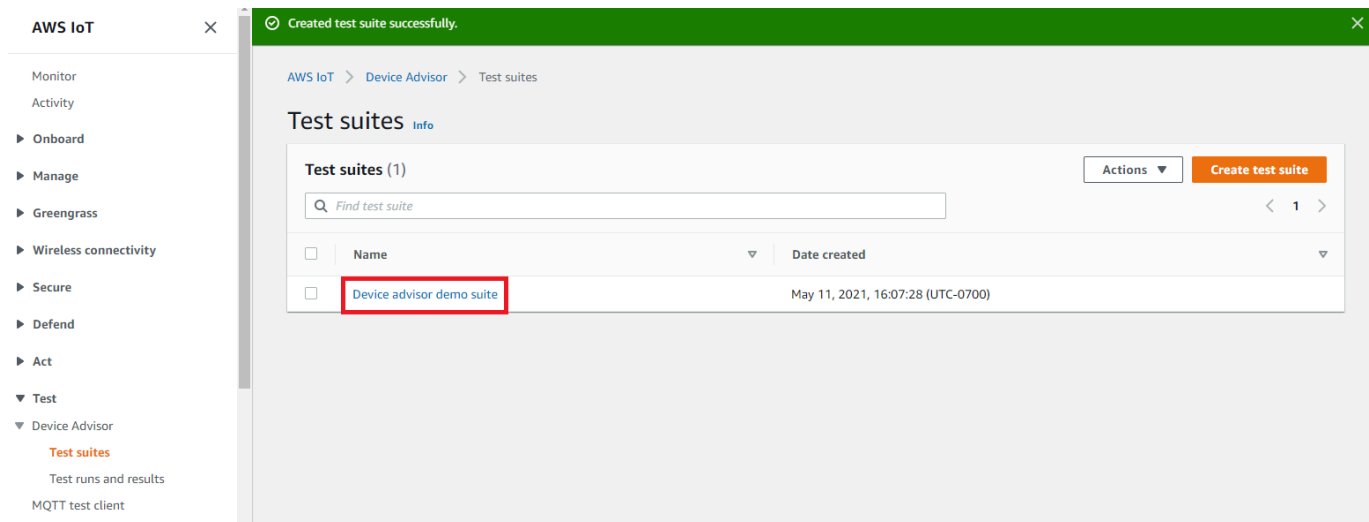 AWS IoT
Monitor
Activity
Onboard
Manage
Greengrass
Wireless connectivity
Secure
Defend
Act
Test
Device Advisor
Test suites
Test runs and results
MQTT test client
Created test suite successfully.
AWS IoT > Device Advisor > Test suites
Test suites Info
Test suites (1)
Actions Create test suite
Find test suite
1
Name Date created
Device advisor demo suite May 11, 2021, 16:07:28 (UTC-0700)